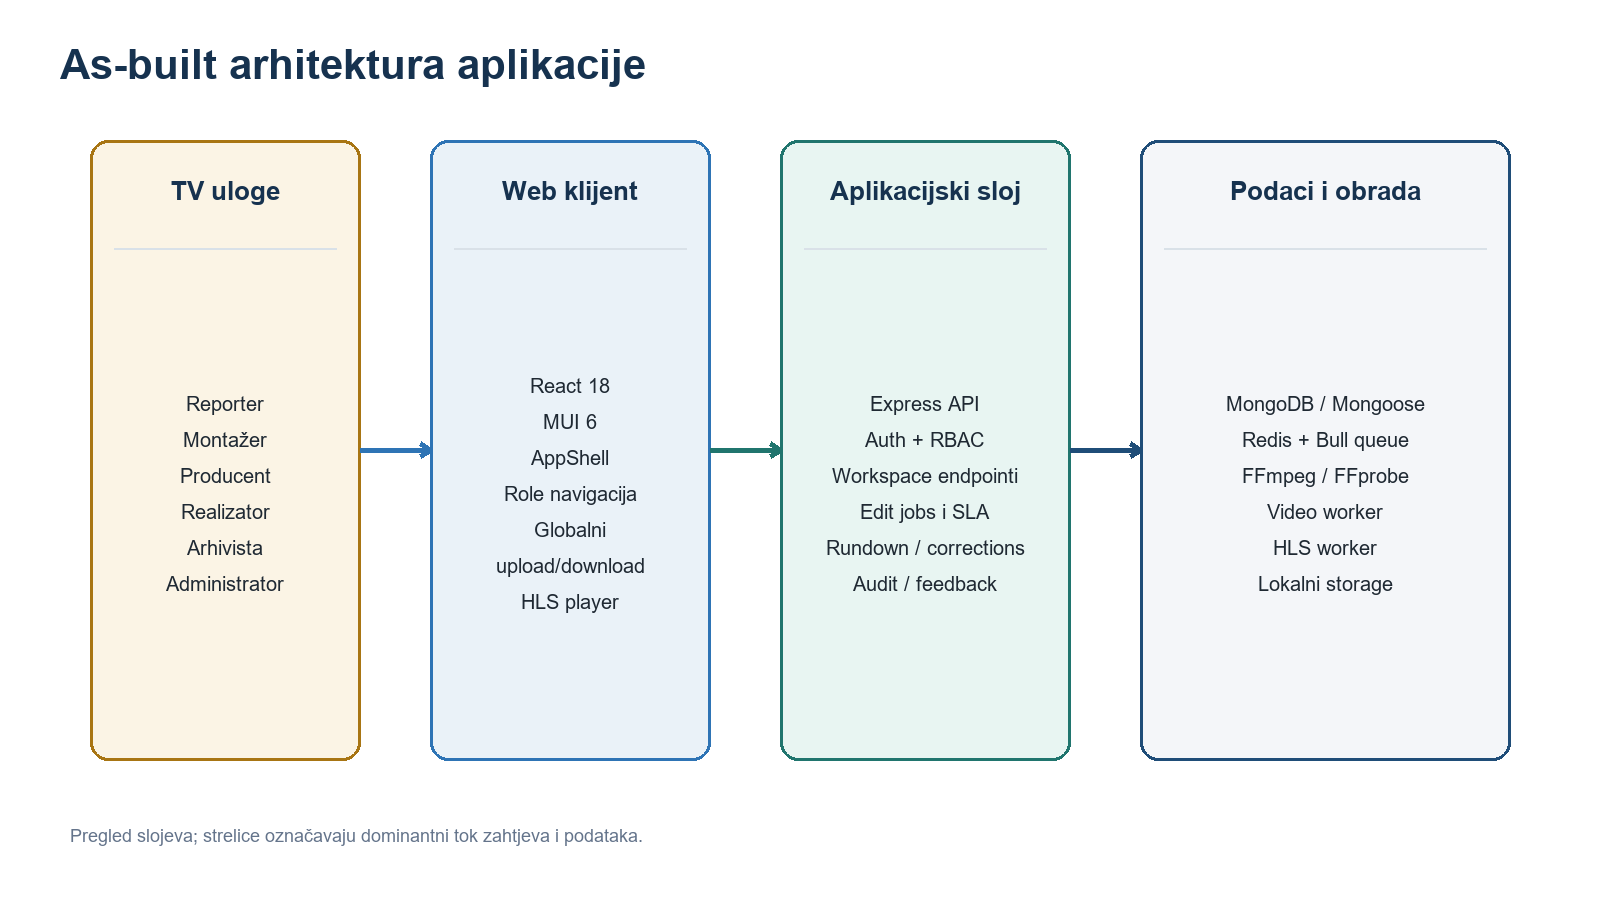 As-built arhitektura aplikacije
TV uloge
Reporter
Montažer
Producent
Realizator
Arhivista
Administrator
Web klijent
React 18
MUI 6
AppShell
Role navigacija
Globalni
upload/download
HLS player
Aplikacijski sloj
Express API
Auth + RBAC
Workspace endpointi
Edit jobs i SLA
Rundown / corrections
Audit / feedback
Podaci i obrada
MongoDB / Mongoose
Redis + Bull queue
FFmpeg / FFprobe
Video worker
HLS worker
Lokalni storage
Pregled slojeva; strelice označavaju dominantni tok zahtjeva i podataka.